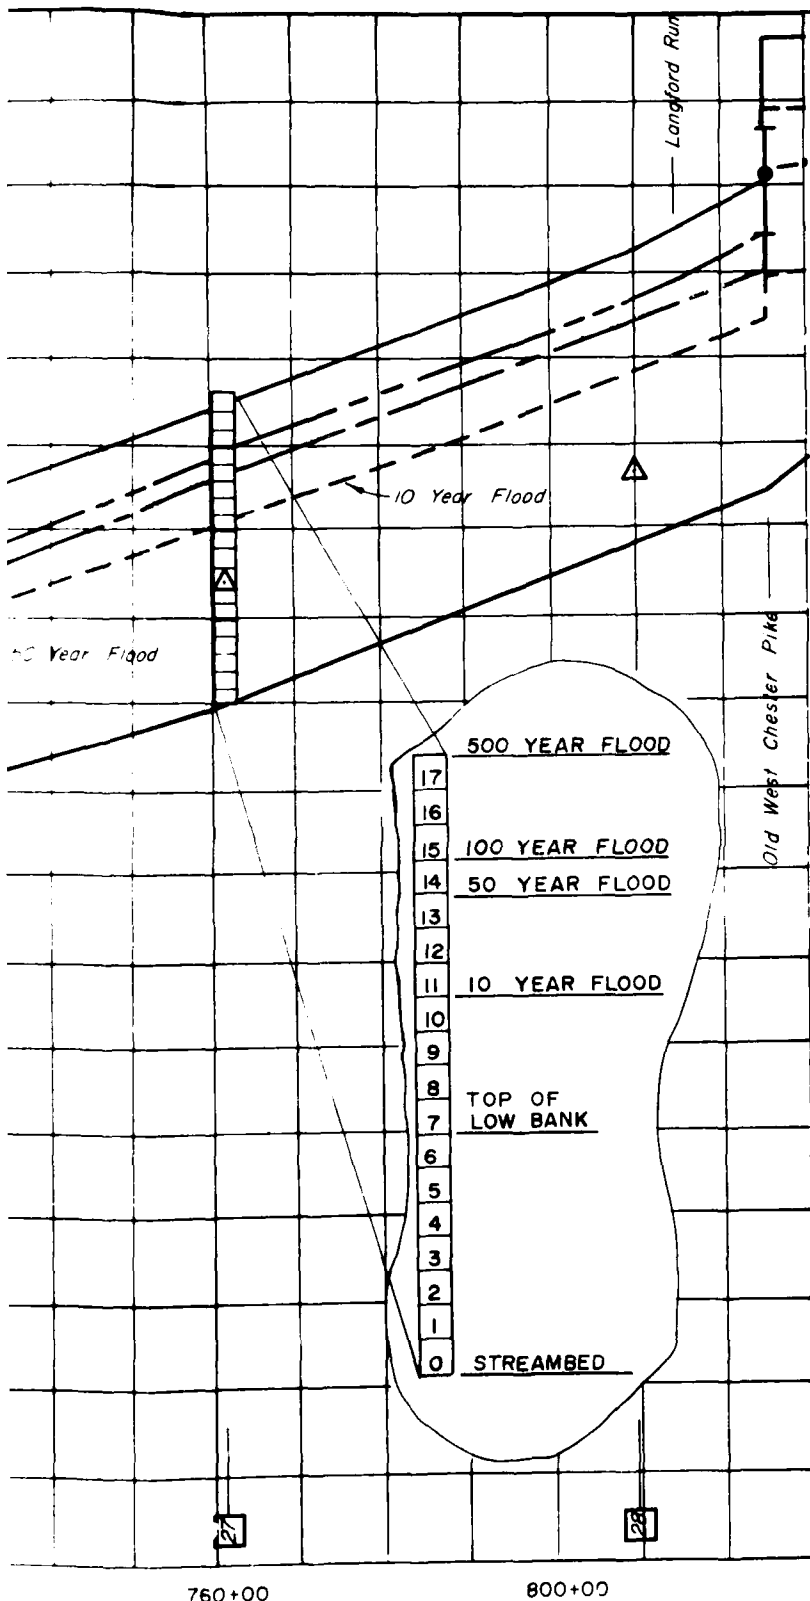 Langford Run
10 Year Flood
50 Year Flood
Old West Chester Pike
500 YEAR FLOOD
17
16
15 100 YEAR FLOOD
14 50 YEAR FLOOD
13
12
11 10 YEAR FLOOD
10
9
8 TOP OF
7 LOW BANK
6
5
4
3
2
1
0 STREAMBED
27
28
760+00
800+00